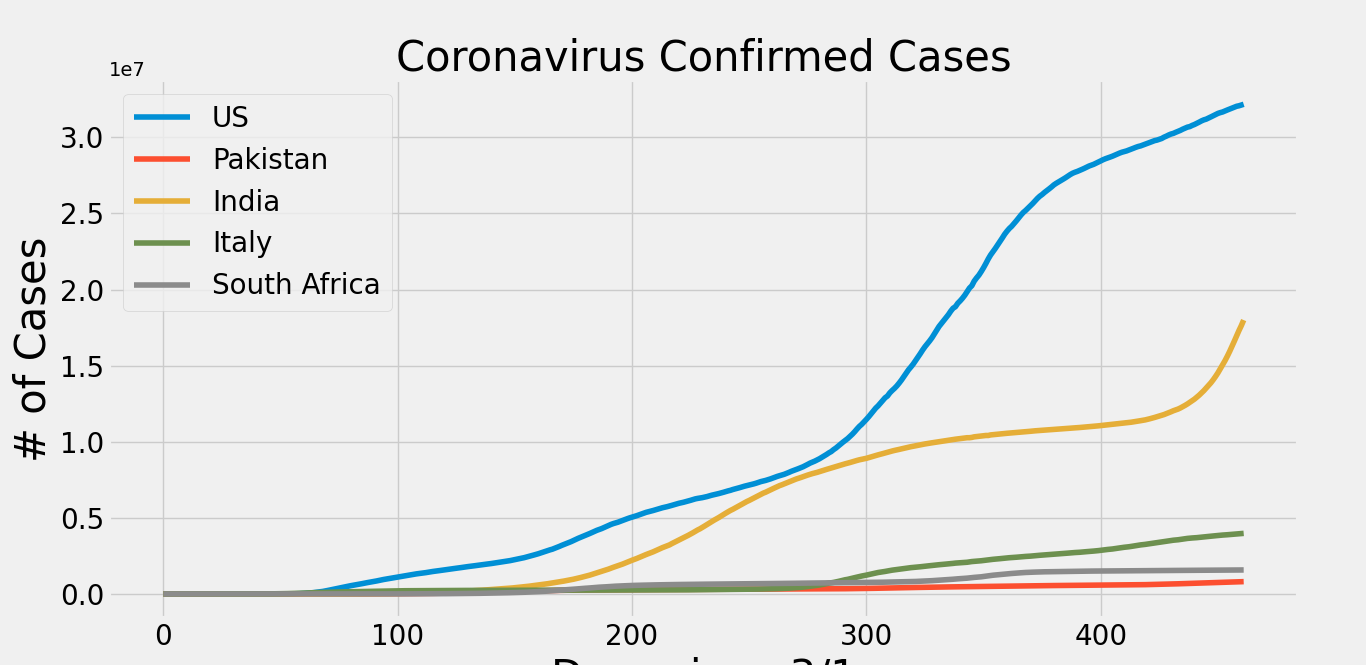 Coronavirus Confirmed Cases
1e7
US
Pakistan
India
Italy
South Africa
# of Cases
3.0
2.5
2.0
1.5
1.0
0.5
0.0
0 100 200 300 400